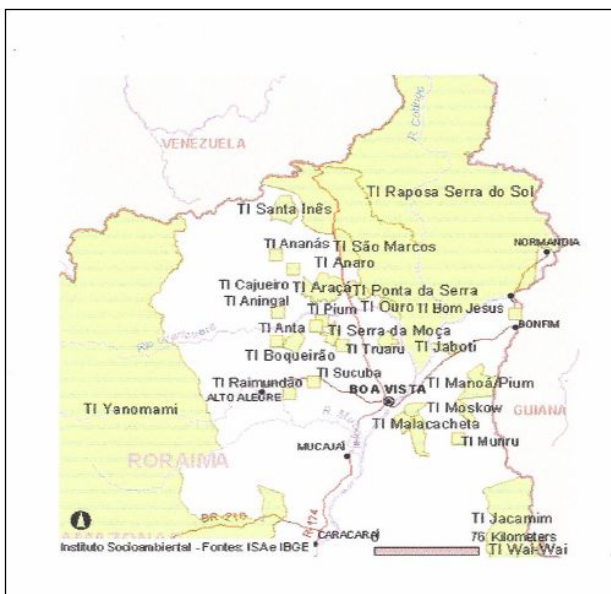 R. Cotingo
VENEZUELA
TI Raposa Serra do Sol
TI Santa Inês
TI Ananás
TI São Marcos
NORMANDIA
TI Anaro
TI Cajueiro
TI Araçá
TI Ponta da Serra
TI Aningal
TI Pium
TI Ouro
TI Bom Jesus
TI Anta
TI Serra da Moça
BONFIM
TI Truaru
TI Jaboti
TI Boqueirão
TI Sucuba
TI Raimundão
BOA VISTA
TI Manoá/Pium
ALTO ALEGRE
TI Yanomami
TI Moskow
GUIANA
TI Malacacheta
MUCAJAÍ
TI Muriru
RORAIMA
TI Jacamim
BR-210
CARACARAÍ
76 Kilometers
Instituto Socioambiental - Fontes: ISA e IBGE
TI Wai-Wai